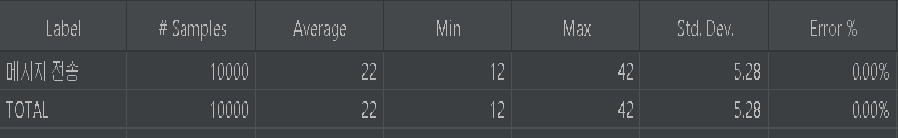 Label # Samples Average Min Max Std. Dev. Error %
메시지 전송 10000 22 12 42 5.28 0.00%
TOTAL 10000 22 12 42 5.28 0.00%